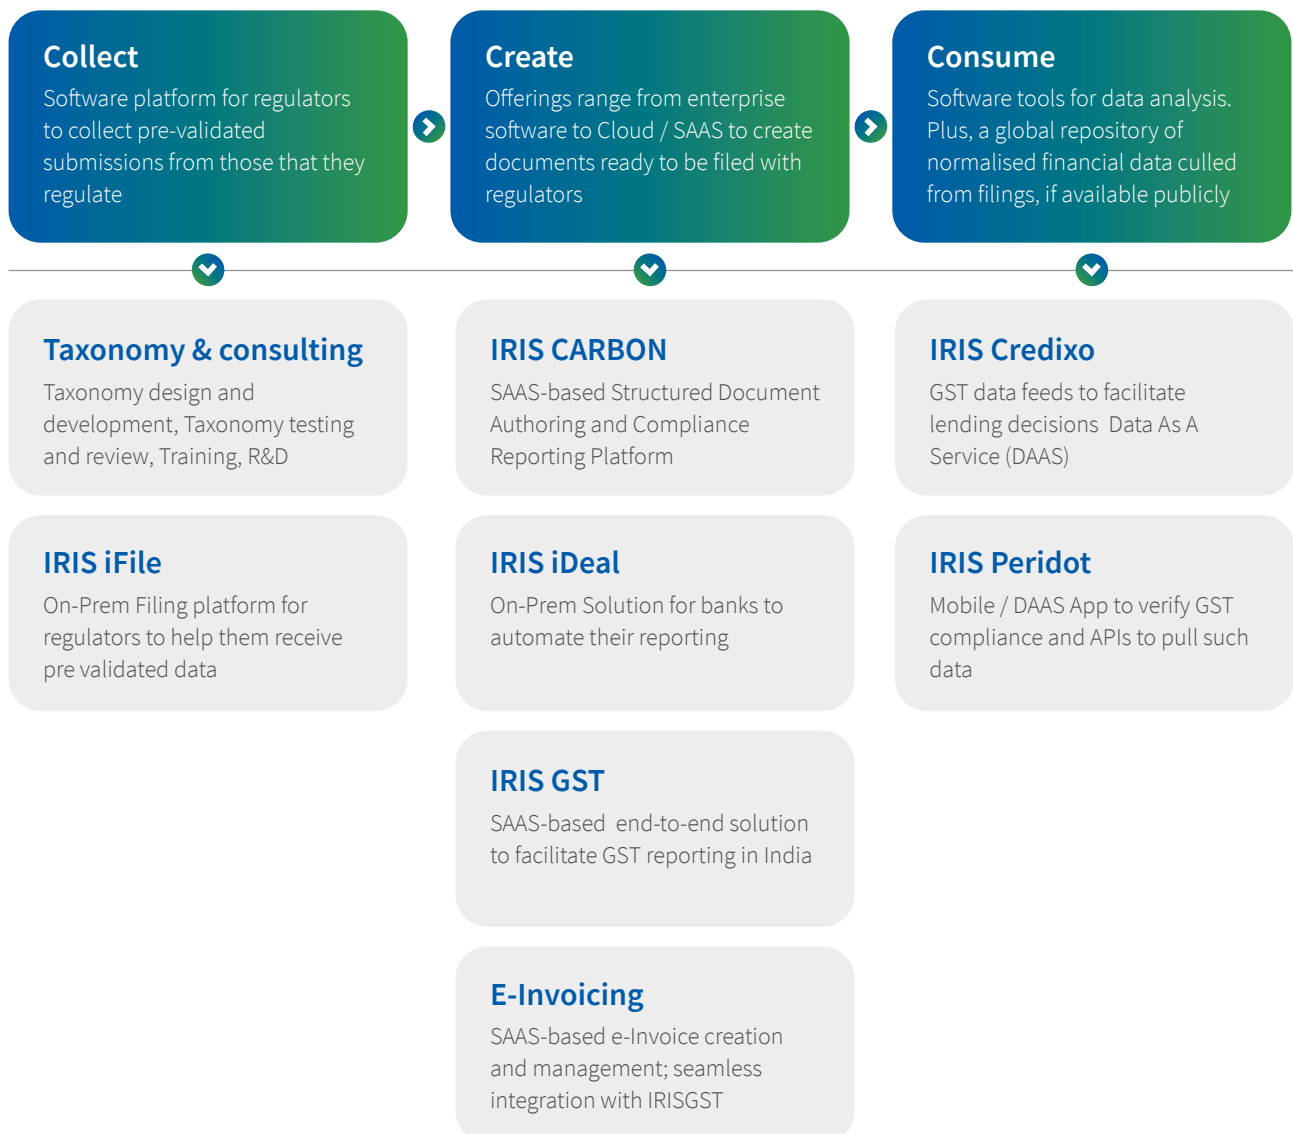 Collect
Software platform for regulators
to collect pre-validated
submissions from those that they
regulate
Create
Offerings range from enterprise
software to Cloud / SAAS to create
documents ready to be filed with
regulators
Consume
Software tools for data analysis.
Plus, a global repository of
normalised financial data culled
from filings, if available publicly
Taxonomy & consulting
Taxonomy design and
development, Taxonomy testing
and review, Training, R&D
IRIS iFile
On-Prem Filing platform for
regulators to help them receive
pre validated data
IRIS CARBON
SAAS-based Structured Document
Authoring and Compliance
Reporting Platform
IRIS iDeal
On-Prem Solution for banks to
automate their reporting
IRIS GST
SAAS-based  end-to-end solution
to facilitate GST reporting in India
E-Invoicing
SAAS-based e-Invoice creation
and management; seamless
integration with IRISGST
IRIS Credixo
GST data feeds to facilitate
lending decisions  Data As A
Service (DAAS)
IRIS Peridot
Mobile / DAAS App to verify GST
compliance and APIs to pull such
data